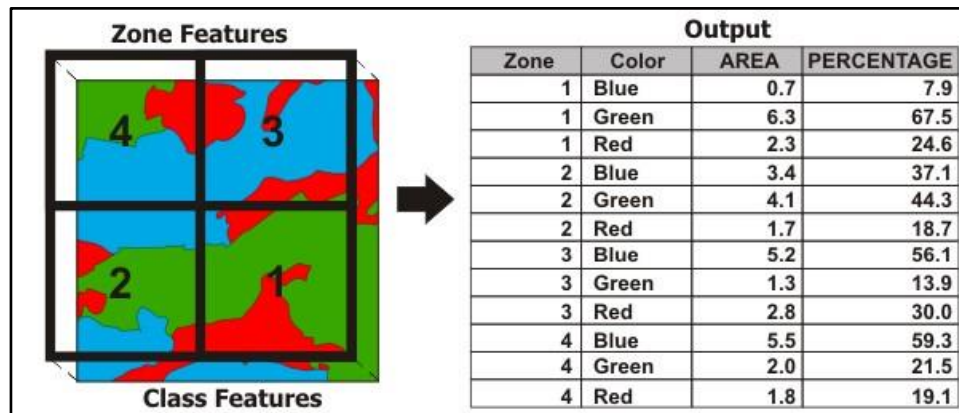 Zone Features
4 3
2 1
Class Features
Output
Zone Color AREA PERCENTAGE
1 Blue 0.7 7.9
1 Green 6.3 67.5
1 Red 2.3 24.6
2 Blue 3.4 37.1
2 Green 4.1 44.3
2 Red 1.7 18.7
3 Blue 5.2 56.1
3 Green 1.3 13.9
3 Red 2.8 30.0
4 Blue 5.5 59.3
4 Green 2.0 21.5
4 Red 1.8 19.1